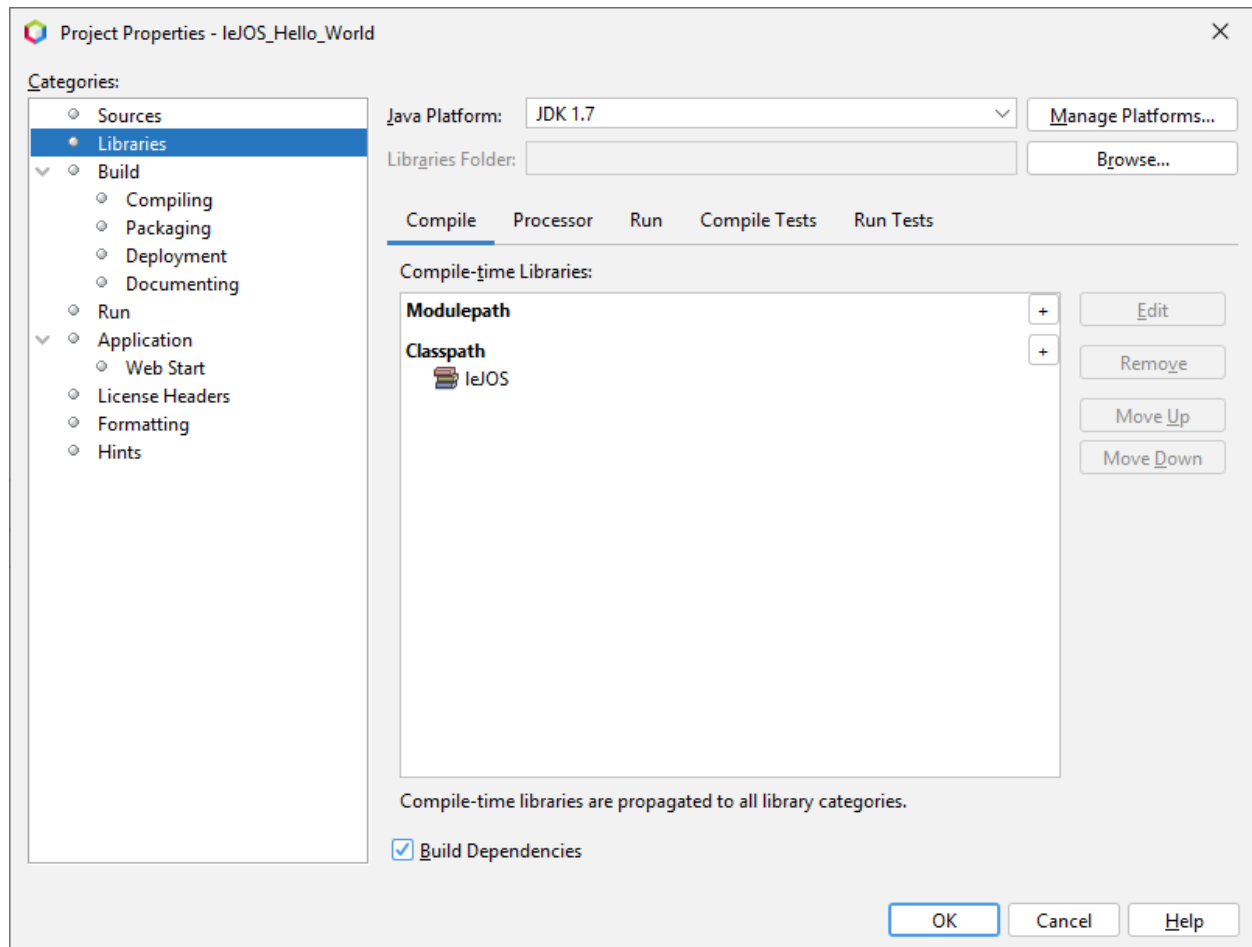 Project Properties - leJOS_Hello_World
Categories:
Sources
Libraries
Build
Compiling
Packaging
Deployment
Documenting
Run
Application
Web Start
License Headers
Formatting
Hints
Java Platform:
JDK 1.7
Manage Platforms...
Libraries Folder:
Browse...
Compile Processor Run Compile Tests Run Tests
Compile-time Libraries:
Modulepath
+
Classpath
+
leJOS
Edit
Remove
Move Up
Move Down
Compile-time libraries are propagated to all library categories.
Build Dependencies
OK Cancel Help